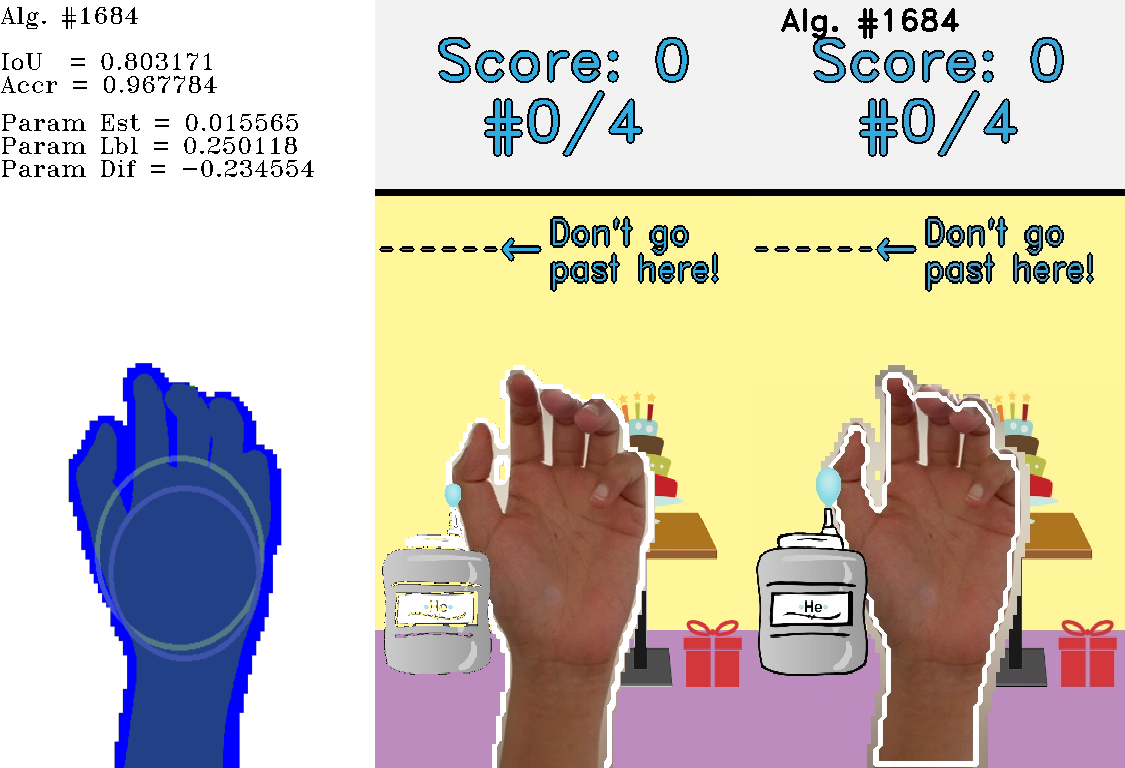 Alg. #1684
IoU = 0.803171
Accr = 0.967784
Param Est = 0.015565
Param Lbl = 0.250118
Param Dif = −0.234554
Score: 0
#0/4
Don't go
past here!
He
Alg. #1684
Score: 0
#0/4
Don't go
past here!
He